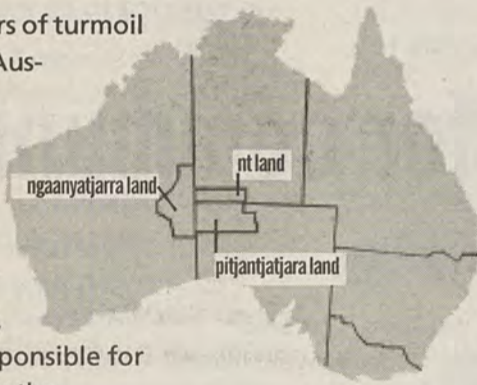 rs of turmoil
Aus-
nt land
ngaanyatjarra land
pitjantjatjara land
ponsible for